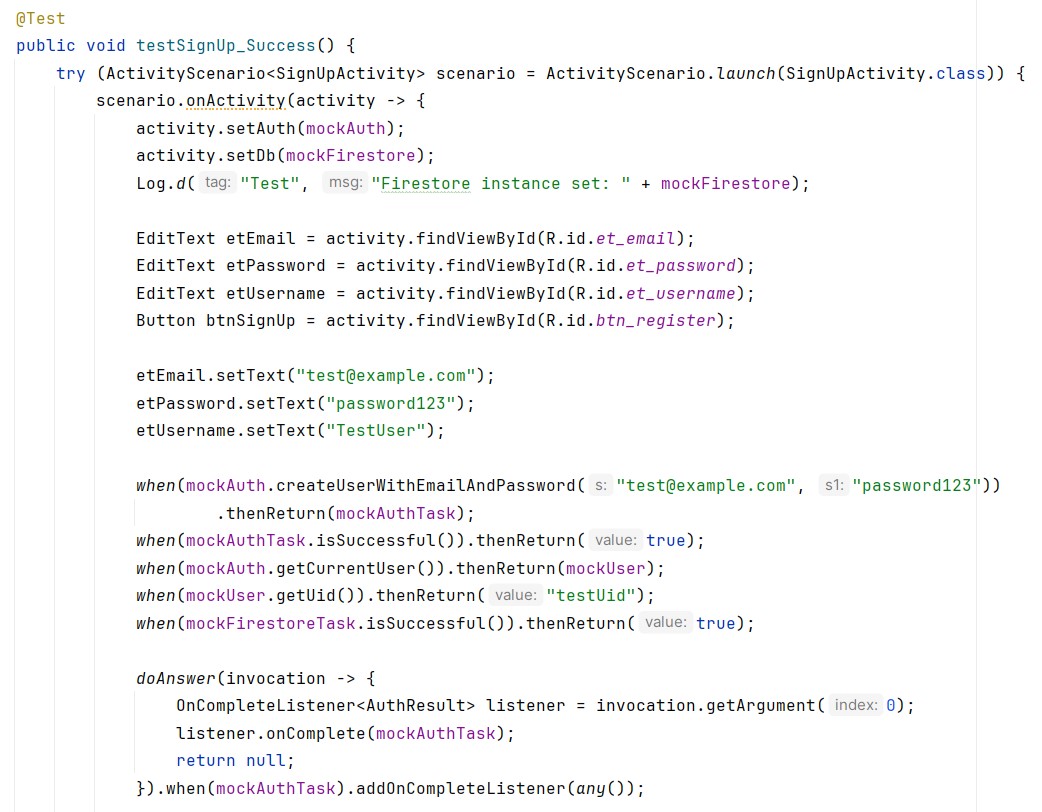 @Test
public void testSignUp_Success() {
try (ActivityScenario<SignUpActivity> scenario = ActivityScenario.launch(SignUpActivity.class)) {
scenario.onActivity(activity -> {
activity.setAuth(mockAuth);
activity.setDb(mockFirestore);
Log.d( tag: "Test", msg: "Firestore instance set: " + mockFirestore);
EditText etEmail = activity.findViewById(R.id.et_email);
EditText etPassword = activity.findViewById(R.id.et_password);
EditText etUsername = activity.findViewById(R.id.et_username);
Button btnSignUp = activity.findViewById(R.id.btn_register);
etEmail.setText("test@example.com");
etPassword.setText("password123");
etUsername.setText("TestUser");
when(mockAuth.createUserWithEmailAndPassword( s: "test@example.com", s1: "password123"))
.thenReturn(mockAuthTask);
when(mockAuthTask.isSuccessful()).thenReturn( value: true);
when(mockAuth.getCurrentUser()).thenReturn(mockUser);
when(mockUser.getUid()).thenReturn( value: "testUid");
when(mockFirestoreTask.isSuccessful()).thenReturn( value: true);
doAnswer(invocation -> {
OnCompleteListener<AuthResult> listener = invocation.getArgument( index: 0);
listener.onComplete(mockAuthTask);
return null;
}).when(mockAuthTask).addOnCompleteListener(any());